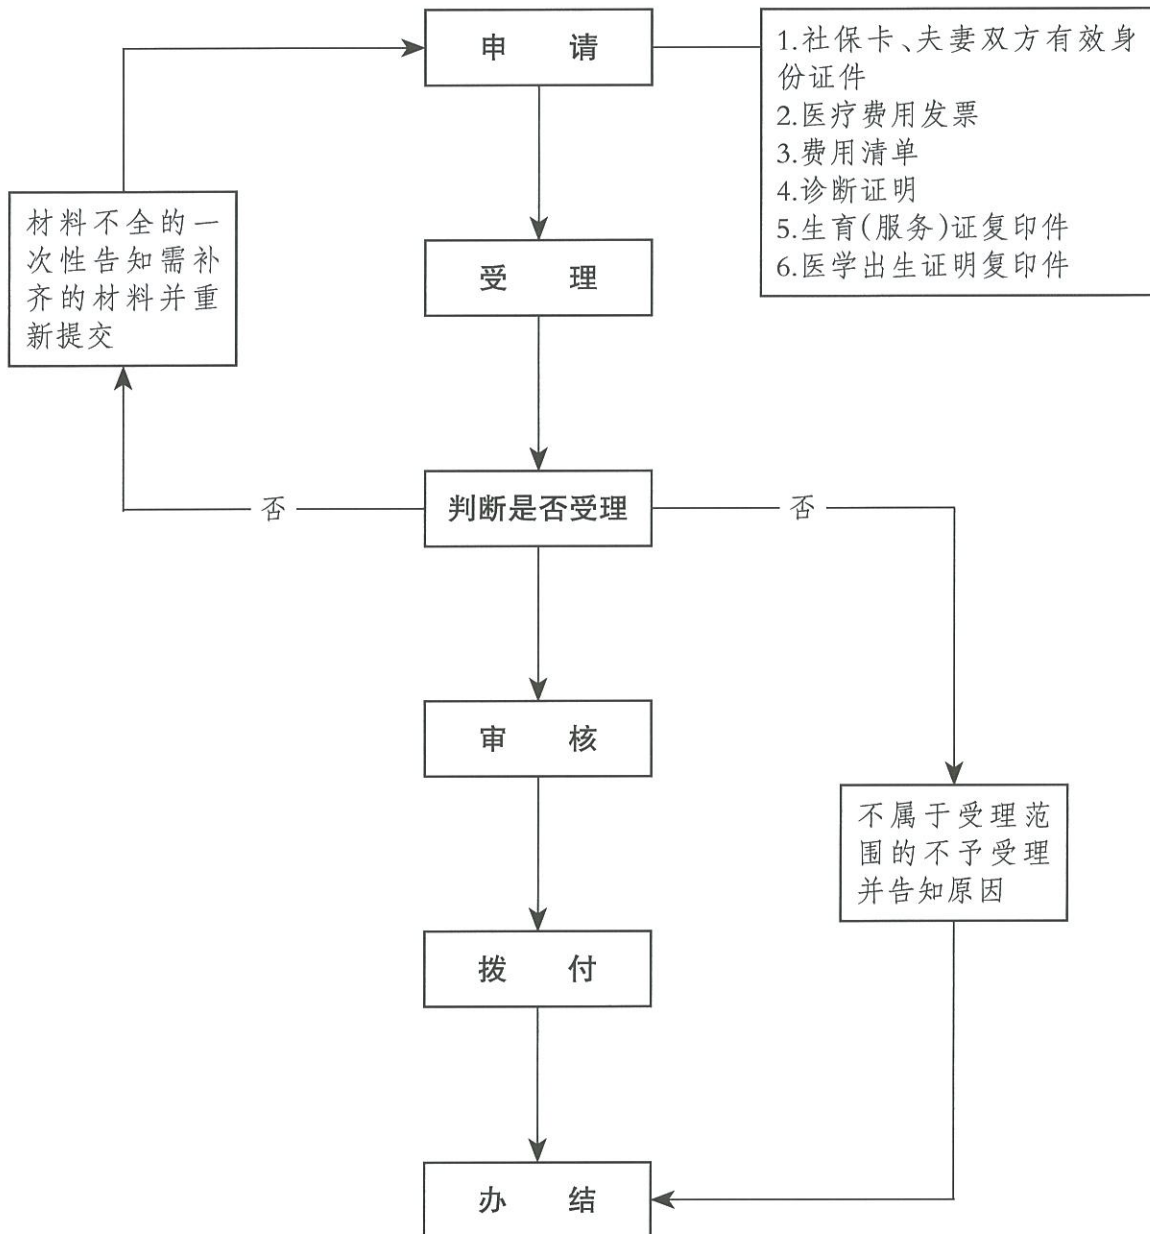 申 请
1.社保卡、夫妻双方有效身
份证件
2.医疗费用发票
3.费用清单
4.诊断证明
5.生育(服务)证复印件
6.医学出生证明复印件
材料不全的一
次性告知需补
齐的材料并重
新提交
受 理
否
判断是否受理
否
审 核
不属于受理范
围的不予受理
并告知原因
拨 付
办 结